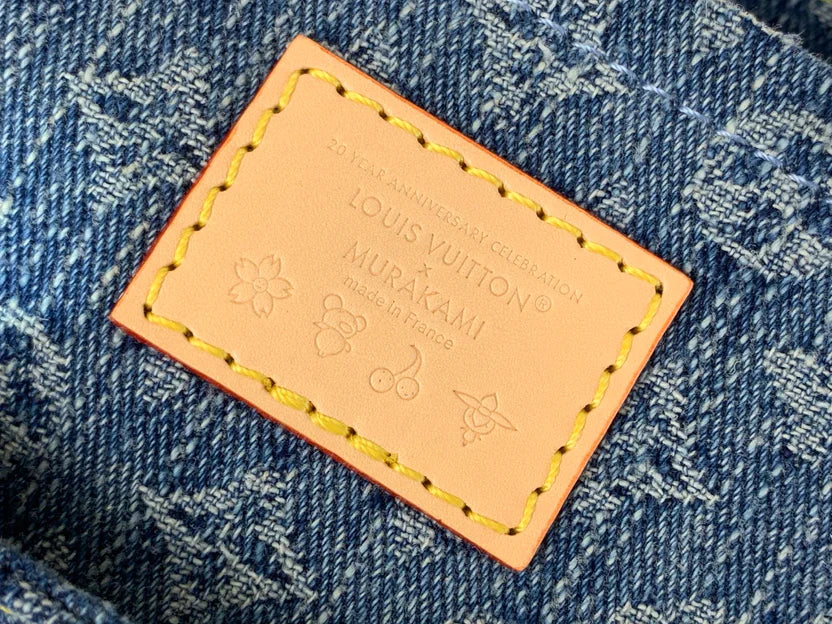 20 YEAR ANNIVERSARY CELEBRATION
LOUIS VUITTON®
×
MURAKAMI
made in France